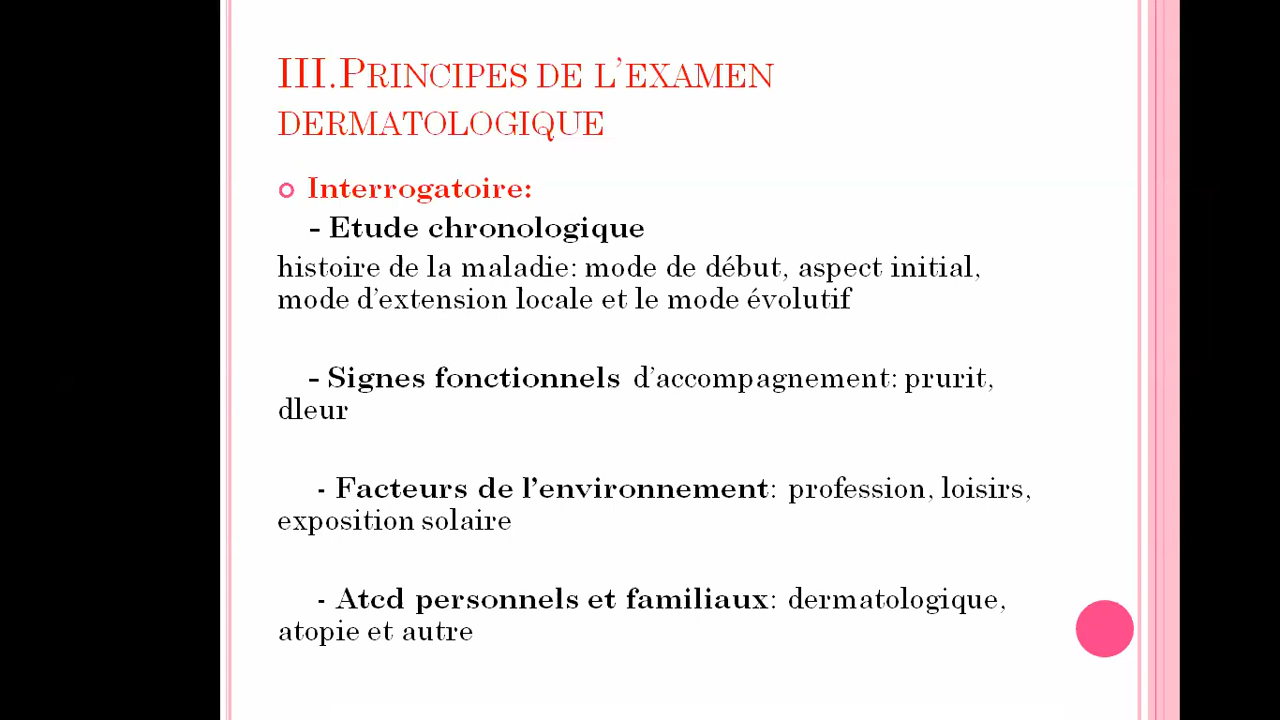 III.PRINCIPES DE L'EXAMEN
DERMATOLOGIQUE
Interrogatoire:
- Etude chronologique
histoire de la maladie: mode de début, aspect initial,
mode d'extension locale et le mode évolutif
- Signes fonctionnels d'accompagnement: prurit,
dleur
- Facteurs de l'environnement: profession, loisirs,
exposition solaire
- Atcd personnels et familiaux: dermatologique,
atopie et autre